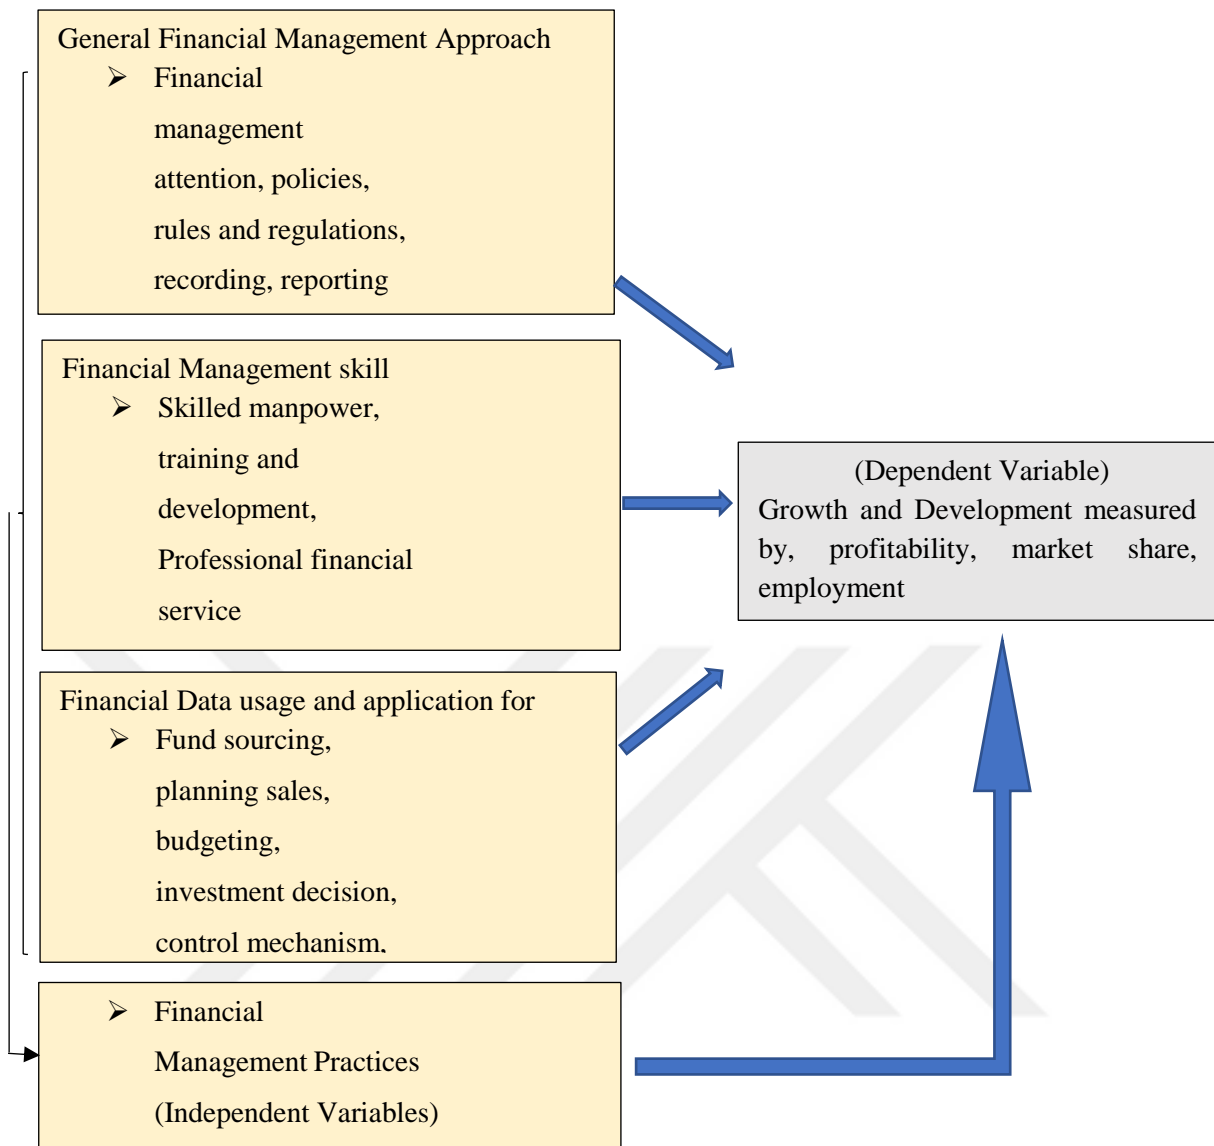 General Financial Management Approach
➢ Financial
management
attention, policies,
rules and regulations,
recording, reporting
Financial Management skill
➢ Skilled manpower,
training and
development,
Professional financial
service
(Dependent Variable)
Growth and Development measured
by, profitability, market share,
employment
Financial Data usage and application for
➢ Fund sourcing,
planning sales,
budgeting,
investment decision,
control mechanism,
➢ Financial
Management Practices
(Independent Variables)